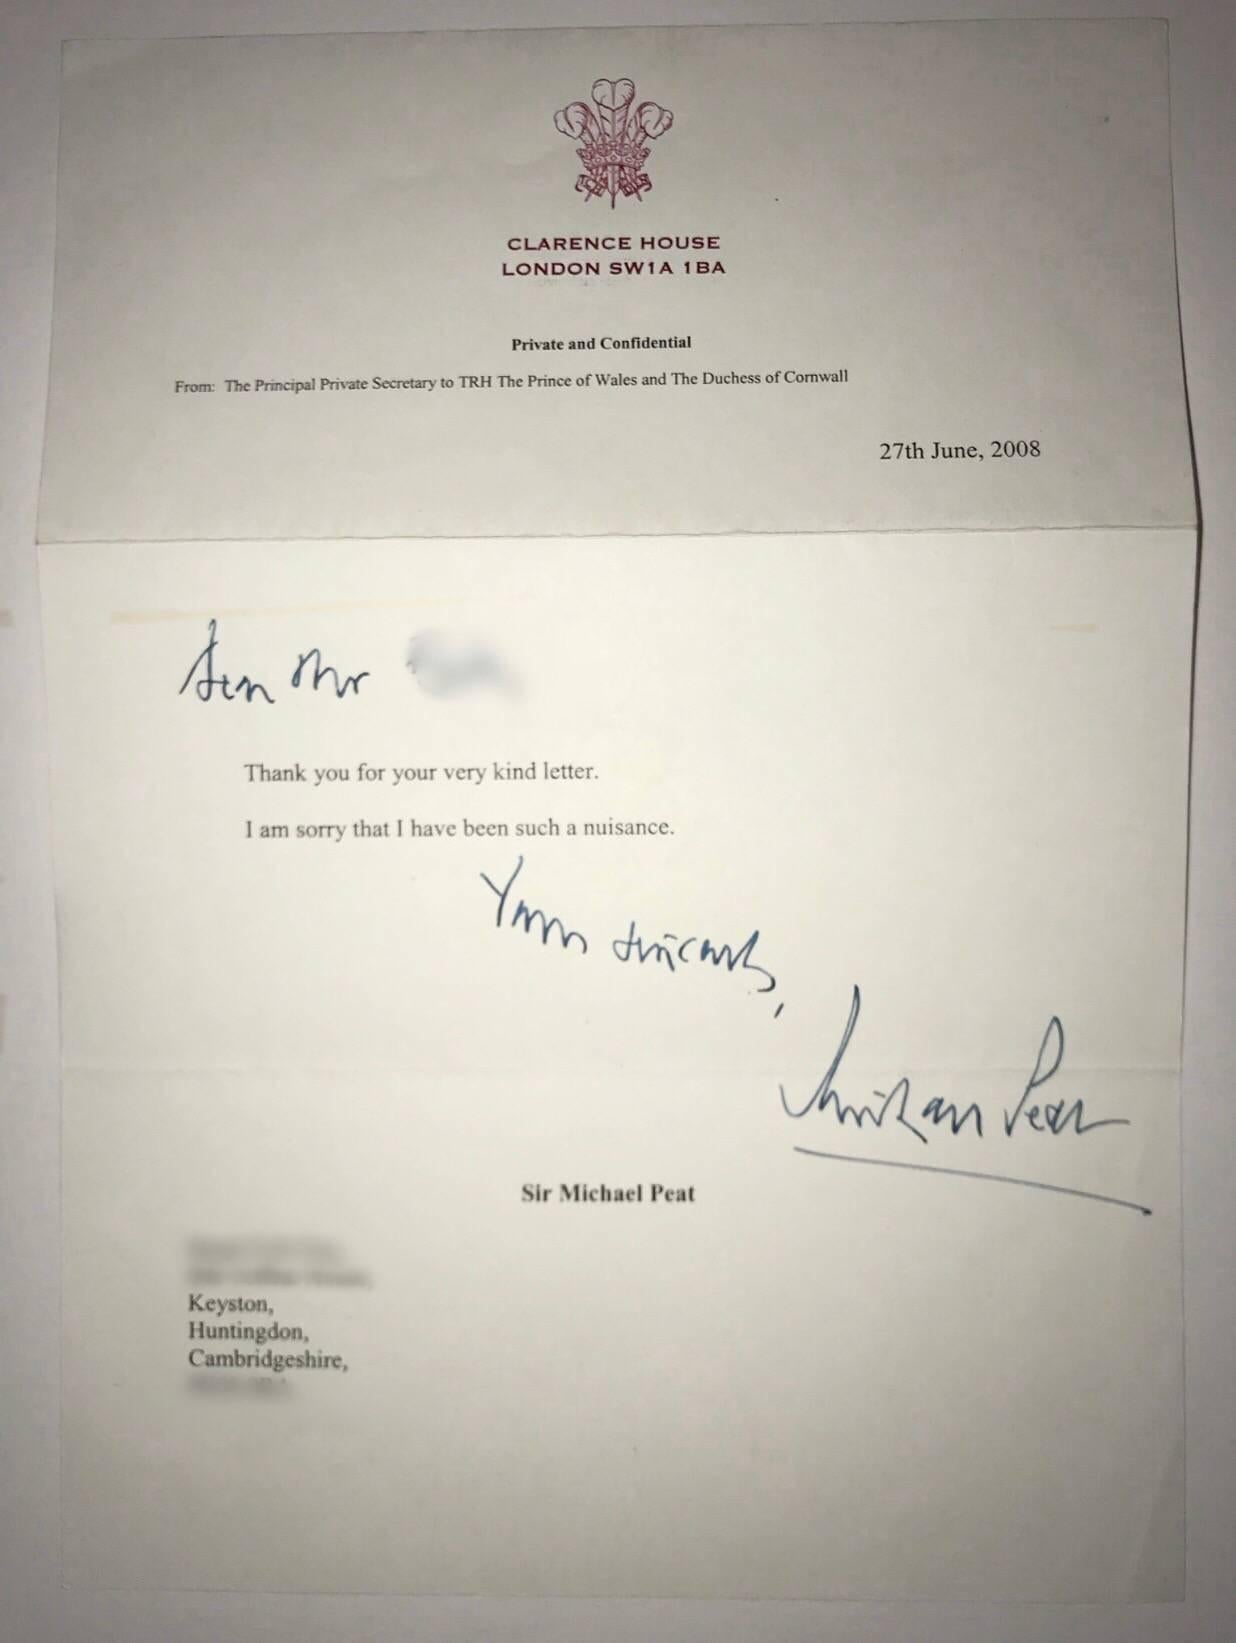 CLARENCE HOUSE
LONDON SW1A 1BA
Private and Confidential
From: The Principal Private Secretary to TRH The Prince of Wales and The Duchess of Cornwall
27th June, 2008
Dear Mr
Thank you for your very kind letter.
I am sorry that I have been such a nuisance.
Yours sincerely,
Michael Peat
Sir Michael Peat
Keyston,
Huntingdon,
Cambridgeshire,